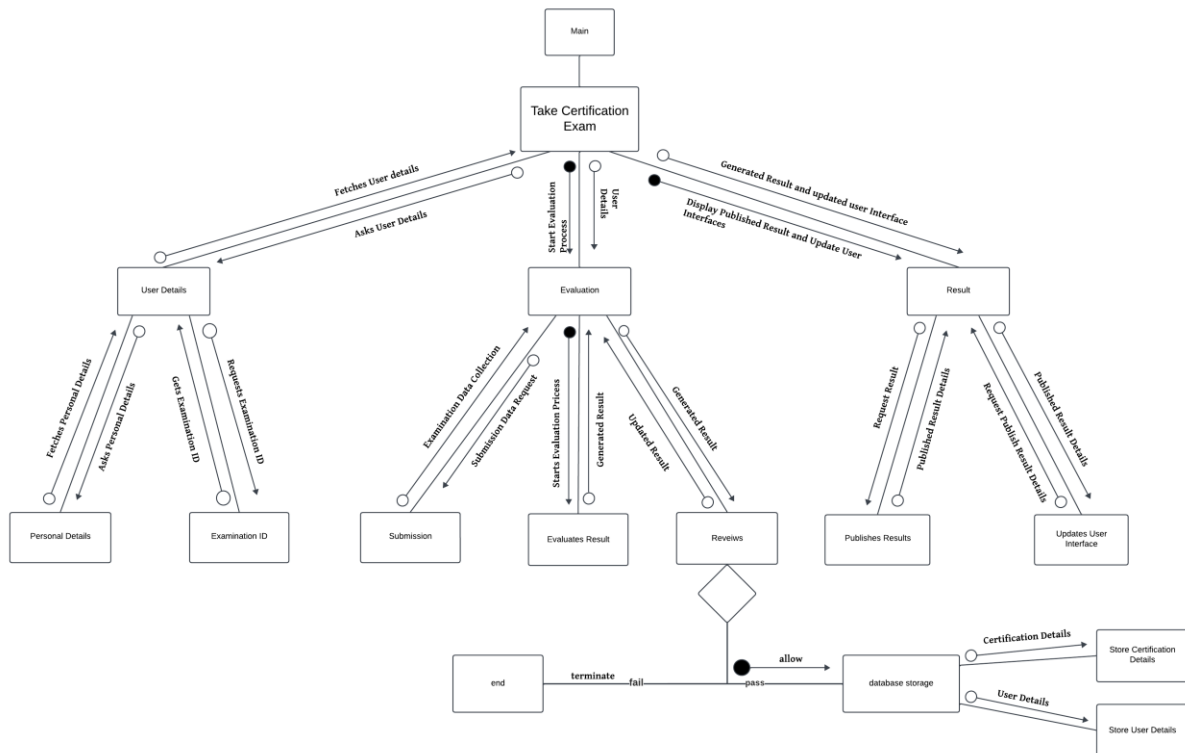 Main
Take Certification
Exam
Fetches User details
Asks User Details
Start Evaluation
Process
User
Details
Generated Result and updated user Interface
Display Published Result and Update User
Interfaces
User Details
Evaluation
Result
Fetches Personal Details
Asks Personal Details
Gets Examination ID
Requests Examination ID
Examination Data Collection
Submission Data Request
Starts Evaluation Pricess
Generated Result
Updated Result
Generated Result
Request Result
Published Result Details
Request Publish Result Details
Published Result Details
Personal Details
Examination ID
Submission
Evaluates Result
Reveiws
Publishes Results
Updates User
Interface
end
terminate
fail
allow
pass
database storage
Certification Details
User Details
Store Certification
Details
Store User Details